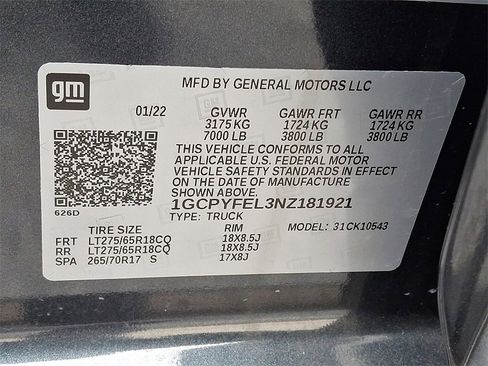 gm
MFD BY GENERAL MOTORS LLC
01/22 GVWR GAWR FRT GAWR RR
3175 KG 1724 KG 1724 KG
7000 LB 3800 LB 3800 LB
THIS VEHICLE CONFORMS TO ALL
APPLICABLE U.S. FEDERAL MOTOR
VEHICLE SAFETY STANDARDS IN EFFECT
ON THE DATE OF MANUFACTURE
SHOWN ABOVE.
1GCPYFEL3NZ181921
626D
TYPE: TRUCK
TIRE SIZE RIM MODEL: 31CK10543
FRT LT275/65R18CQ 18X8.5J
RR LT275/65R18CQ 18X8.5J
SPA 265/70R17 S 17X8J